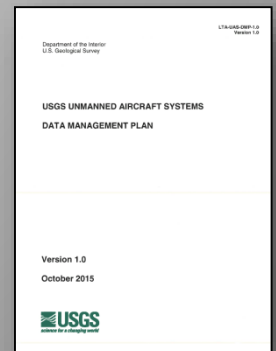 LTA-UAS-DMP-1.0
Version 1.0
Department of the Interior
U.S. Geological Survey
USGS UNMANNED AIRCRAFT SYSTEMS
DATA MANAGEMENT PLAN
Version 1.0
October 2015
USGS
science for a changing world